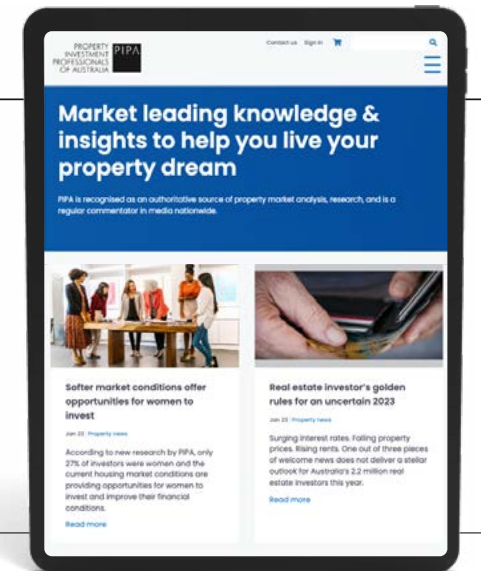 PROPERTY
INVESTMENT
PROFESSIONALS
OF AUSTRALIA
PIPA
Contact us Sign in
Market leading knowledge &
insights to help you live your
property dream
PIPA is recognised as an authoritative source of property market analysis, research, and is a
regular commentator in media nationwide.
Softer market conditions offer
opportunities for women to
invest
Jan 23 Property news
According to new research by PIPA, only
27% of investors were women and the
current housing market conditions are
providing opportunities for women to
invest and improve their financial
conditions.
Read more
Real estate investor's golden
rules for an uncertain 2023
Jan 23 Property news
Surging interest rates. Falling property
prices. Rising rents. One out of three pieces
of welcome news does not deliver a stellar
outlook for Australia's 2.2 million real
estate investors this year.
Read more